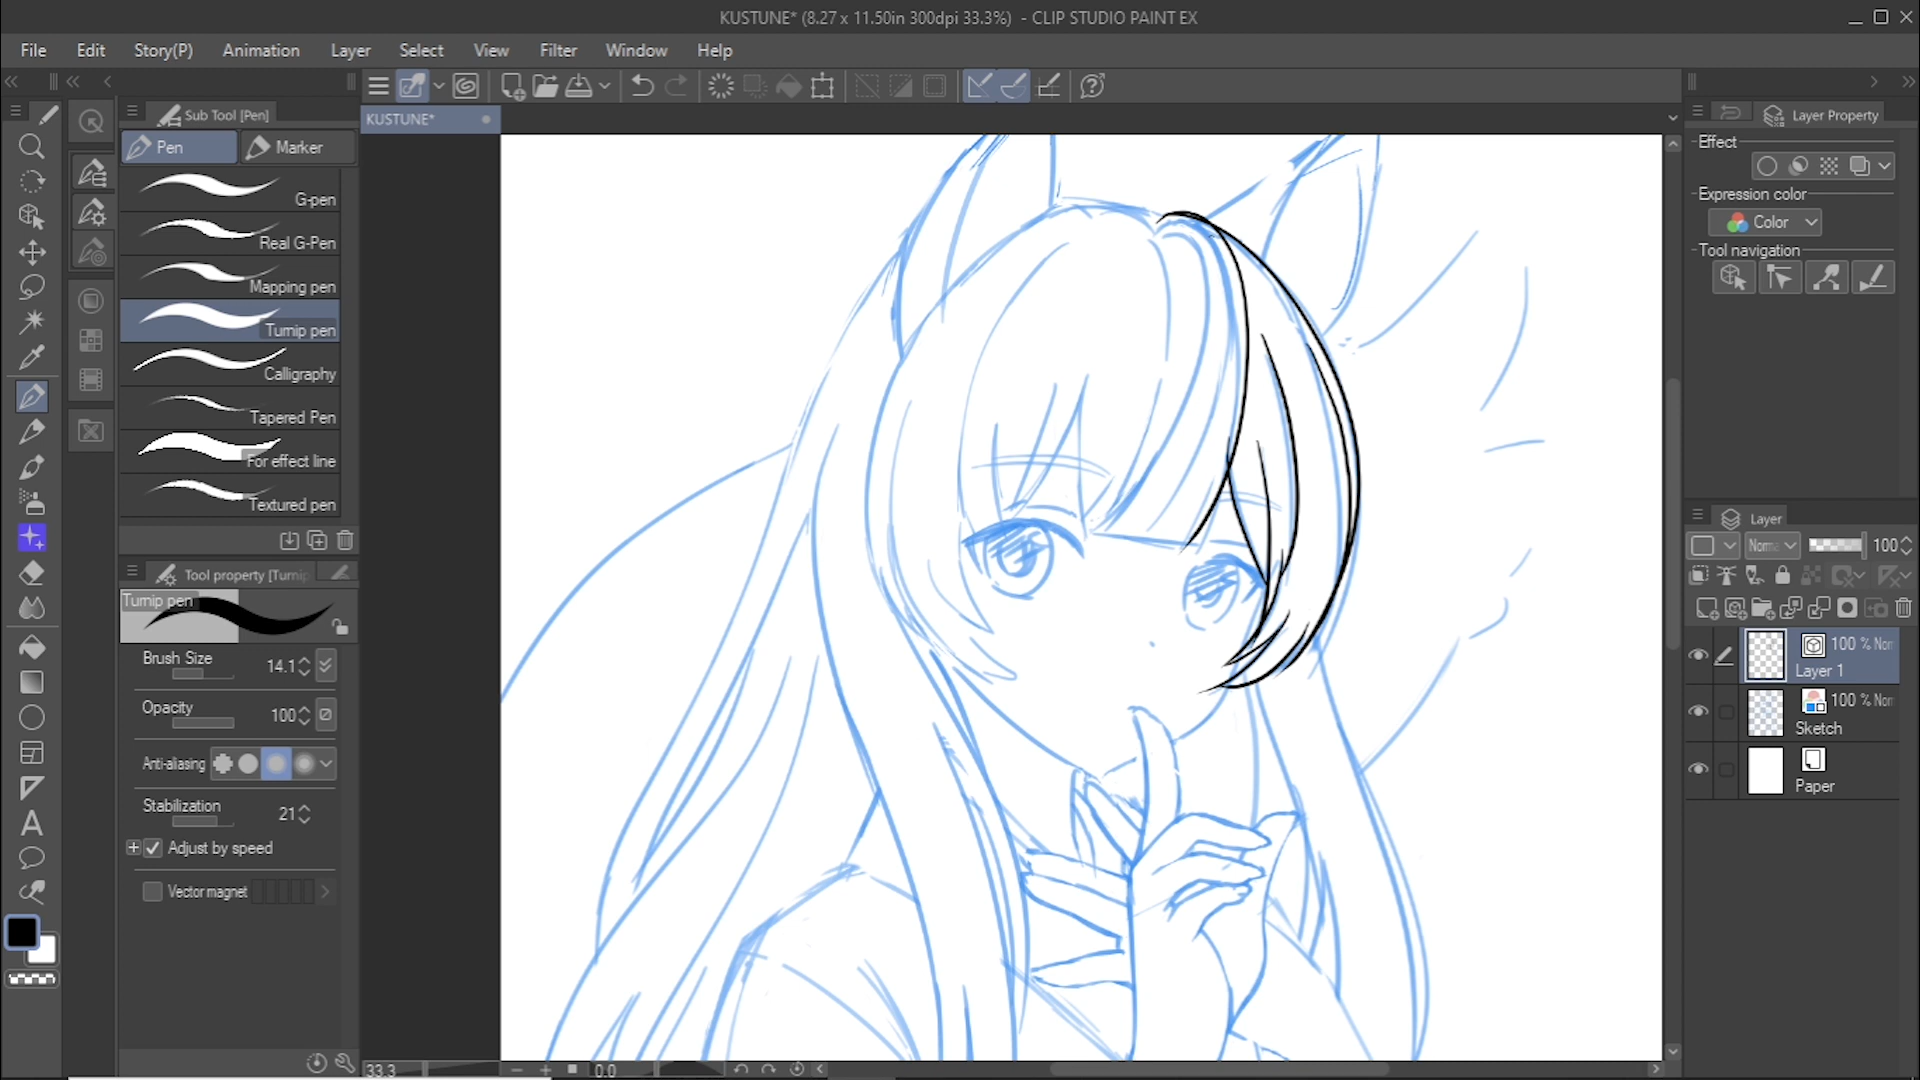 KUSTUNE* (8.27 x 11.50in 300dpi 33.3%) - CLIP STUDIO PAINT EX
File Edit Story(P) Animation Layer Select View Filter Window Help
KUSTUNE*
Sub Tool [Pen]
Pen Marker
G-pen
Real G-Pen
Mapping pen
Turnip pen
Calligraphy
Tapered Pen
For effect line
Textured pen
Tool property [Turnip
Turnip pen
Brush Size 14.1
Opacity 100
Anti-aliasing
Stabilization 21
Adjust by speed
Vector magnet
33.3 0.0
Layer Property
Effect
Expression color
Color
Tool navigation
Layer
Norma 100
100 % Nor
Layer 1
100 % Nor
Sketch
Paper